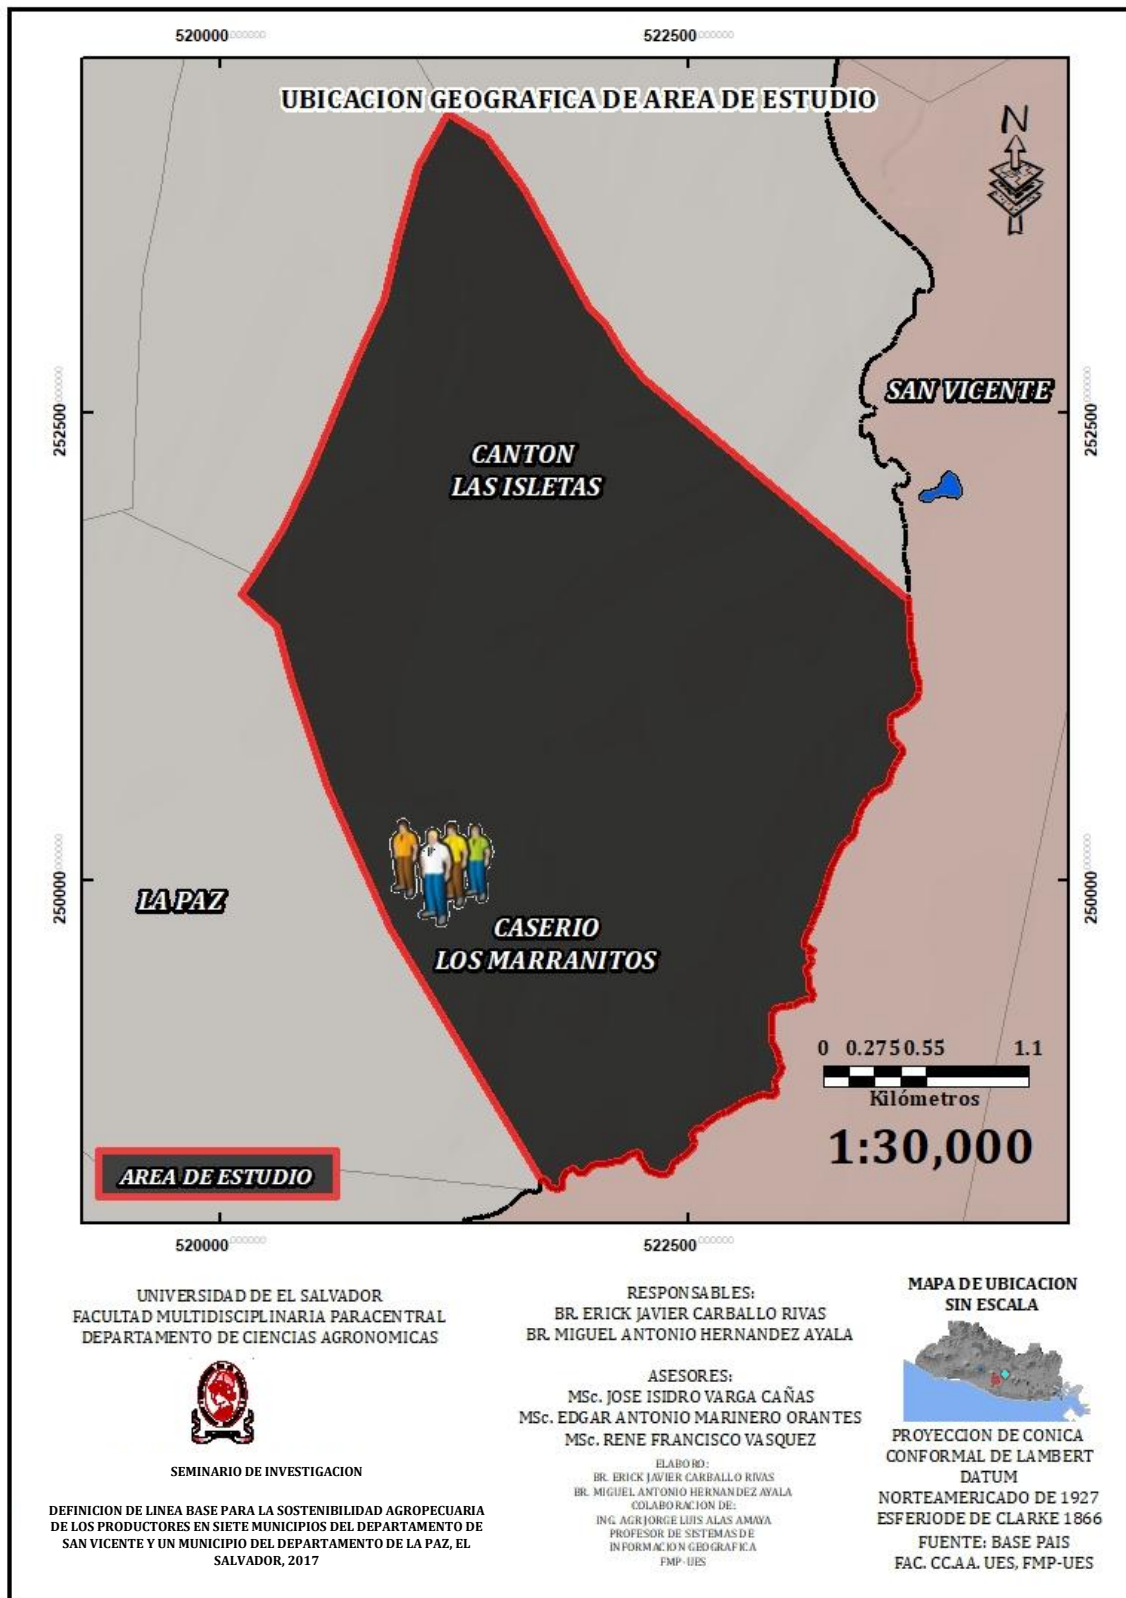 520000.000000
522500.000000
UBICACION GEOGRAFICA DE AREA DE ESTUDIO
N
252500.000000
252500.000000
SAN VICENTE
CANTON
LAS ISLETAS
250000.000000
250000.000000
LA PAZ
CASERIO
LOS MARRANITOS
0 0.275 0.55 1.1
Kilómetros
1:30,000
AREA DE ESTUDIO
520000.000000
522500.000000
UNIVERSIDAD DE EL SALVADOR
FACULTAD MULTIDISCIPLINARIA PARACENTRAL
DEPARTAMENTO DE CIENCIAS AGRONOMICAS
SEMINARIO DE INVESTIGACION
DEFINICION DE LINEA BASE PARA LA SOSTENIBILIDAD AGROPECUARIA
DE LOS PRODUCTORES EN SIETE MUNICIPIOS DEL DEPARTAMENTO DE
SAN VICENTE Y UN MUNICIPIO DEL DEPARTAMENTO DE LA PAZ, EL
SALVADOR, 2017
RESPONSABLES:
BR. ERICK JAVIER CARBALLO RIVAS
BR. MIGUEL ANTONIO HERNANDEZ AYALA
ASESORES:
MSc. JOSE ISIDRO VARGA CAÑAS
MSc. EDGAR ANTONIO MARINERO ORANTES
MSc. RENE FRANCISCO VASQUEZ
ELABORO:
BR. ERICK JAVIER CARBALLO RIVAS
BR. MIGUEL ANTONIO HERNANDEZ AYALA
COLABORACION DE:
ING. AGR JORGE LUIS ALAS AMAYA
PROFESOR DE SISTEMAS DE
INFORMACION GEOGRAFICA
FMP-UES
MAPA DE UBICACION
SIN ESCALA
PROYECCION DE CONICA
CONFORMAL DE LAMBERT
DATUM
NORTEAMERICADO DE 1927
ESFERIODE DE CLARKE 1866
FUENTE: BASE PAIS
FAC. CC.AA. UES, FMP-UES